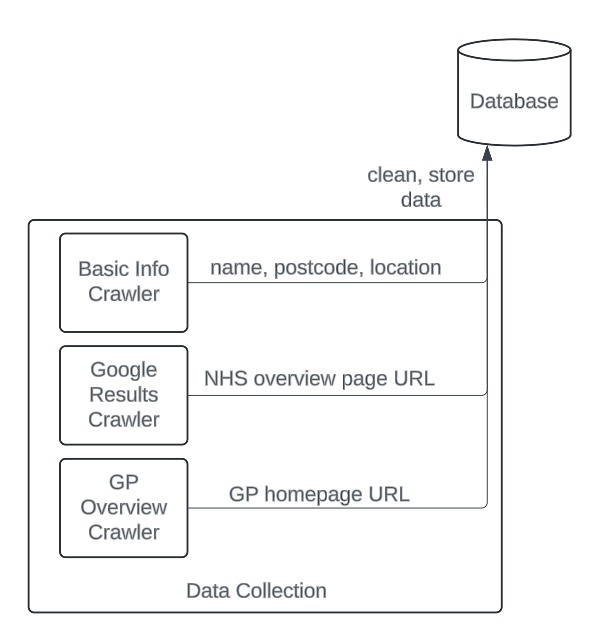 Database
clean, store
data
Basic Info
Crawler
name, postcode, location
Google
Results
Crawler
NHS overview page URL
GP
Overview
Crawler
GP homepage URL
Data Collection